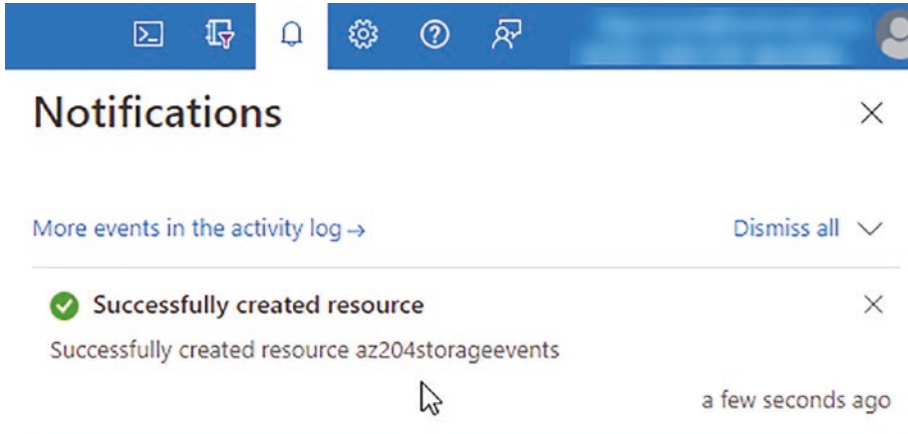 Notifications
More events in the activity log →
Dismiss all
Successfully created resource
Successfully created resource az204storageevents
a few seconds ago